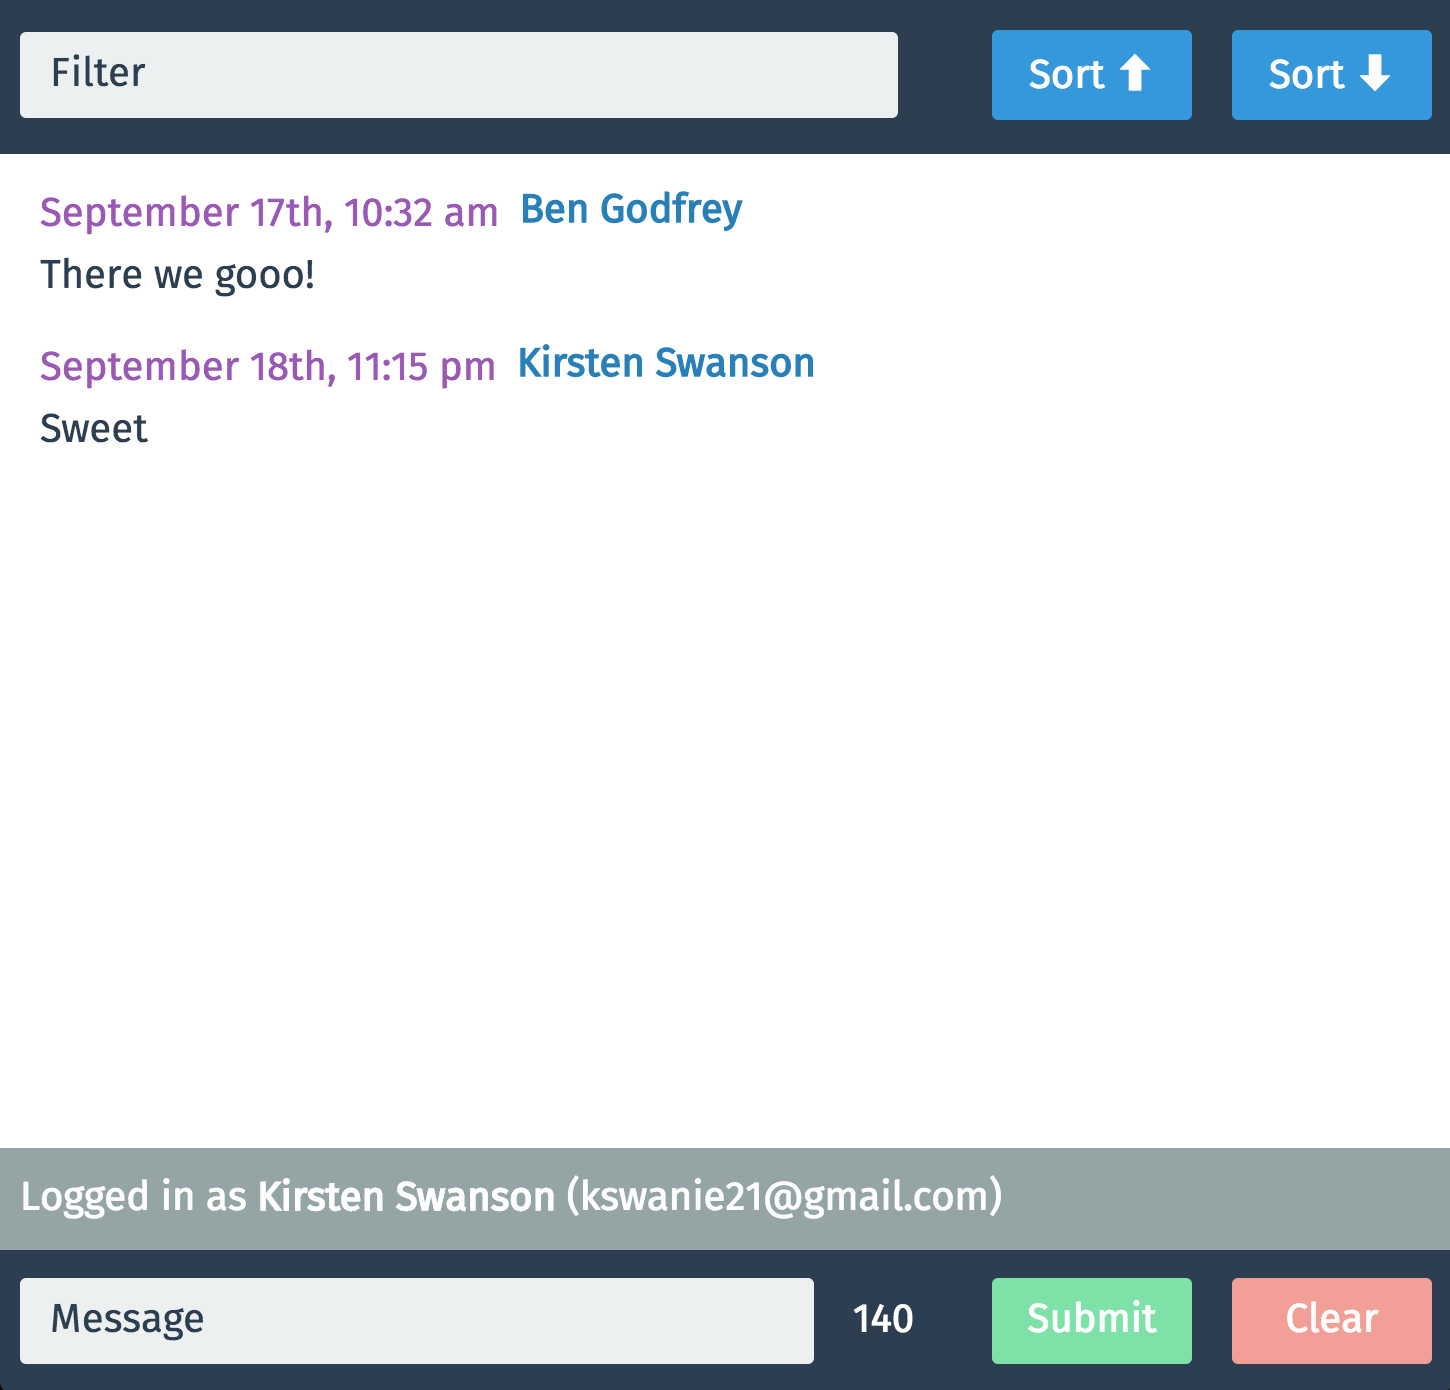 Filter Sort ⬆ Sort ⬇
September 17th, 10:32 am Ben Godfrey
There we gooo!
September 18th, 11:15 pm Kirsten Swanson
Sweet
Logged in as Kirsten Swanson (kswanie21@gmail.com)
Message 140 Submit Clear